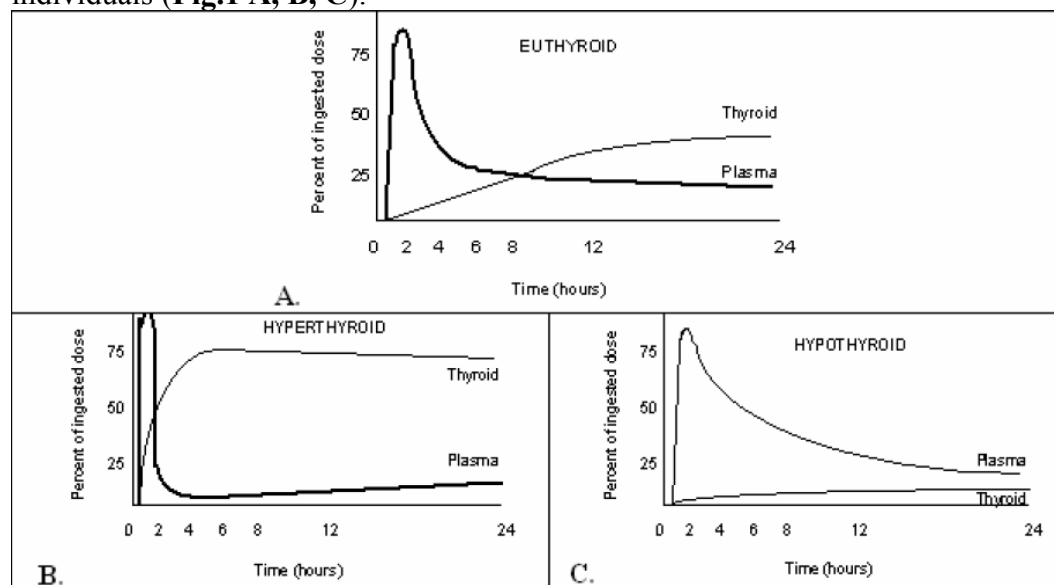 individuals (Fig.1 A, B, C).
EUTHYROID
Percent of ingested dose
75
50
25
Thyroid
Plasma
0 2 4 6 8 12 24
Time (hours)
A.
HYPERTHYROID
Percent of ingested dose
75
50
25
Thyroid
Plasma
0 2 4 6 8 12 24
Time (hours)
B.
HYPOTHYROID
Percent of ingested dose
75
50
25
Plasma
Thyroid
0 2 4 6 8 12 24
Time (hours)
C.